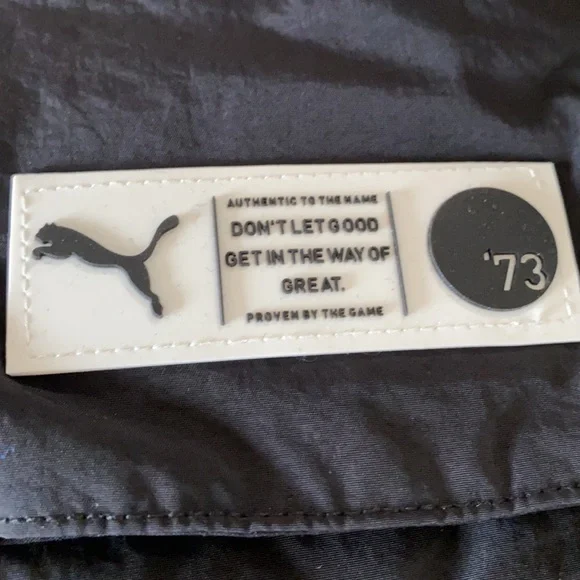 AUTHENTIC TO THE NAME
DON'T LET GOOD
GET IN THE WAY OF
GREAT.
PROVEN BY THE GAME
'73